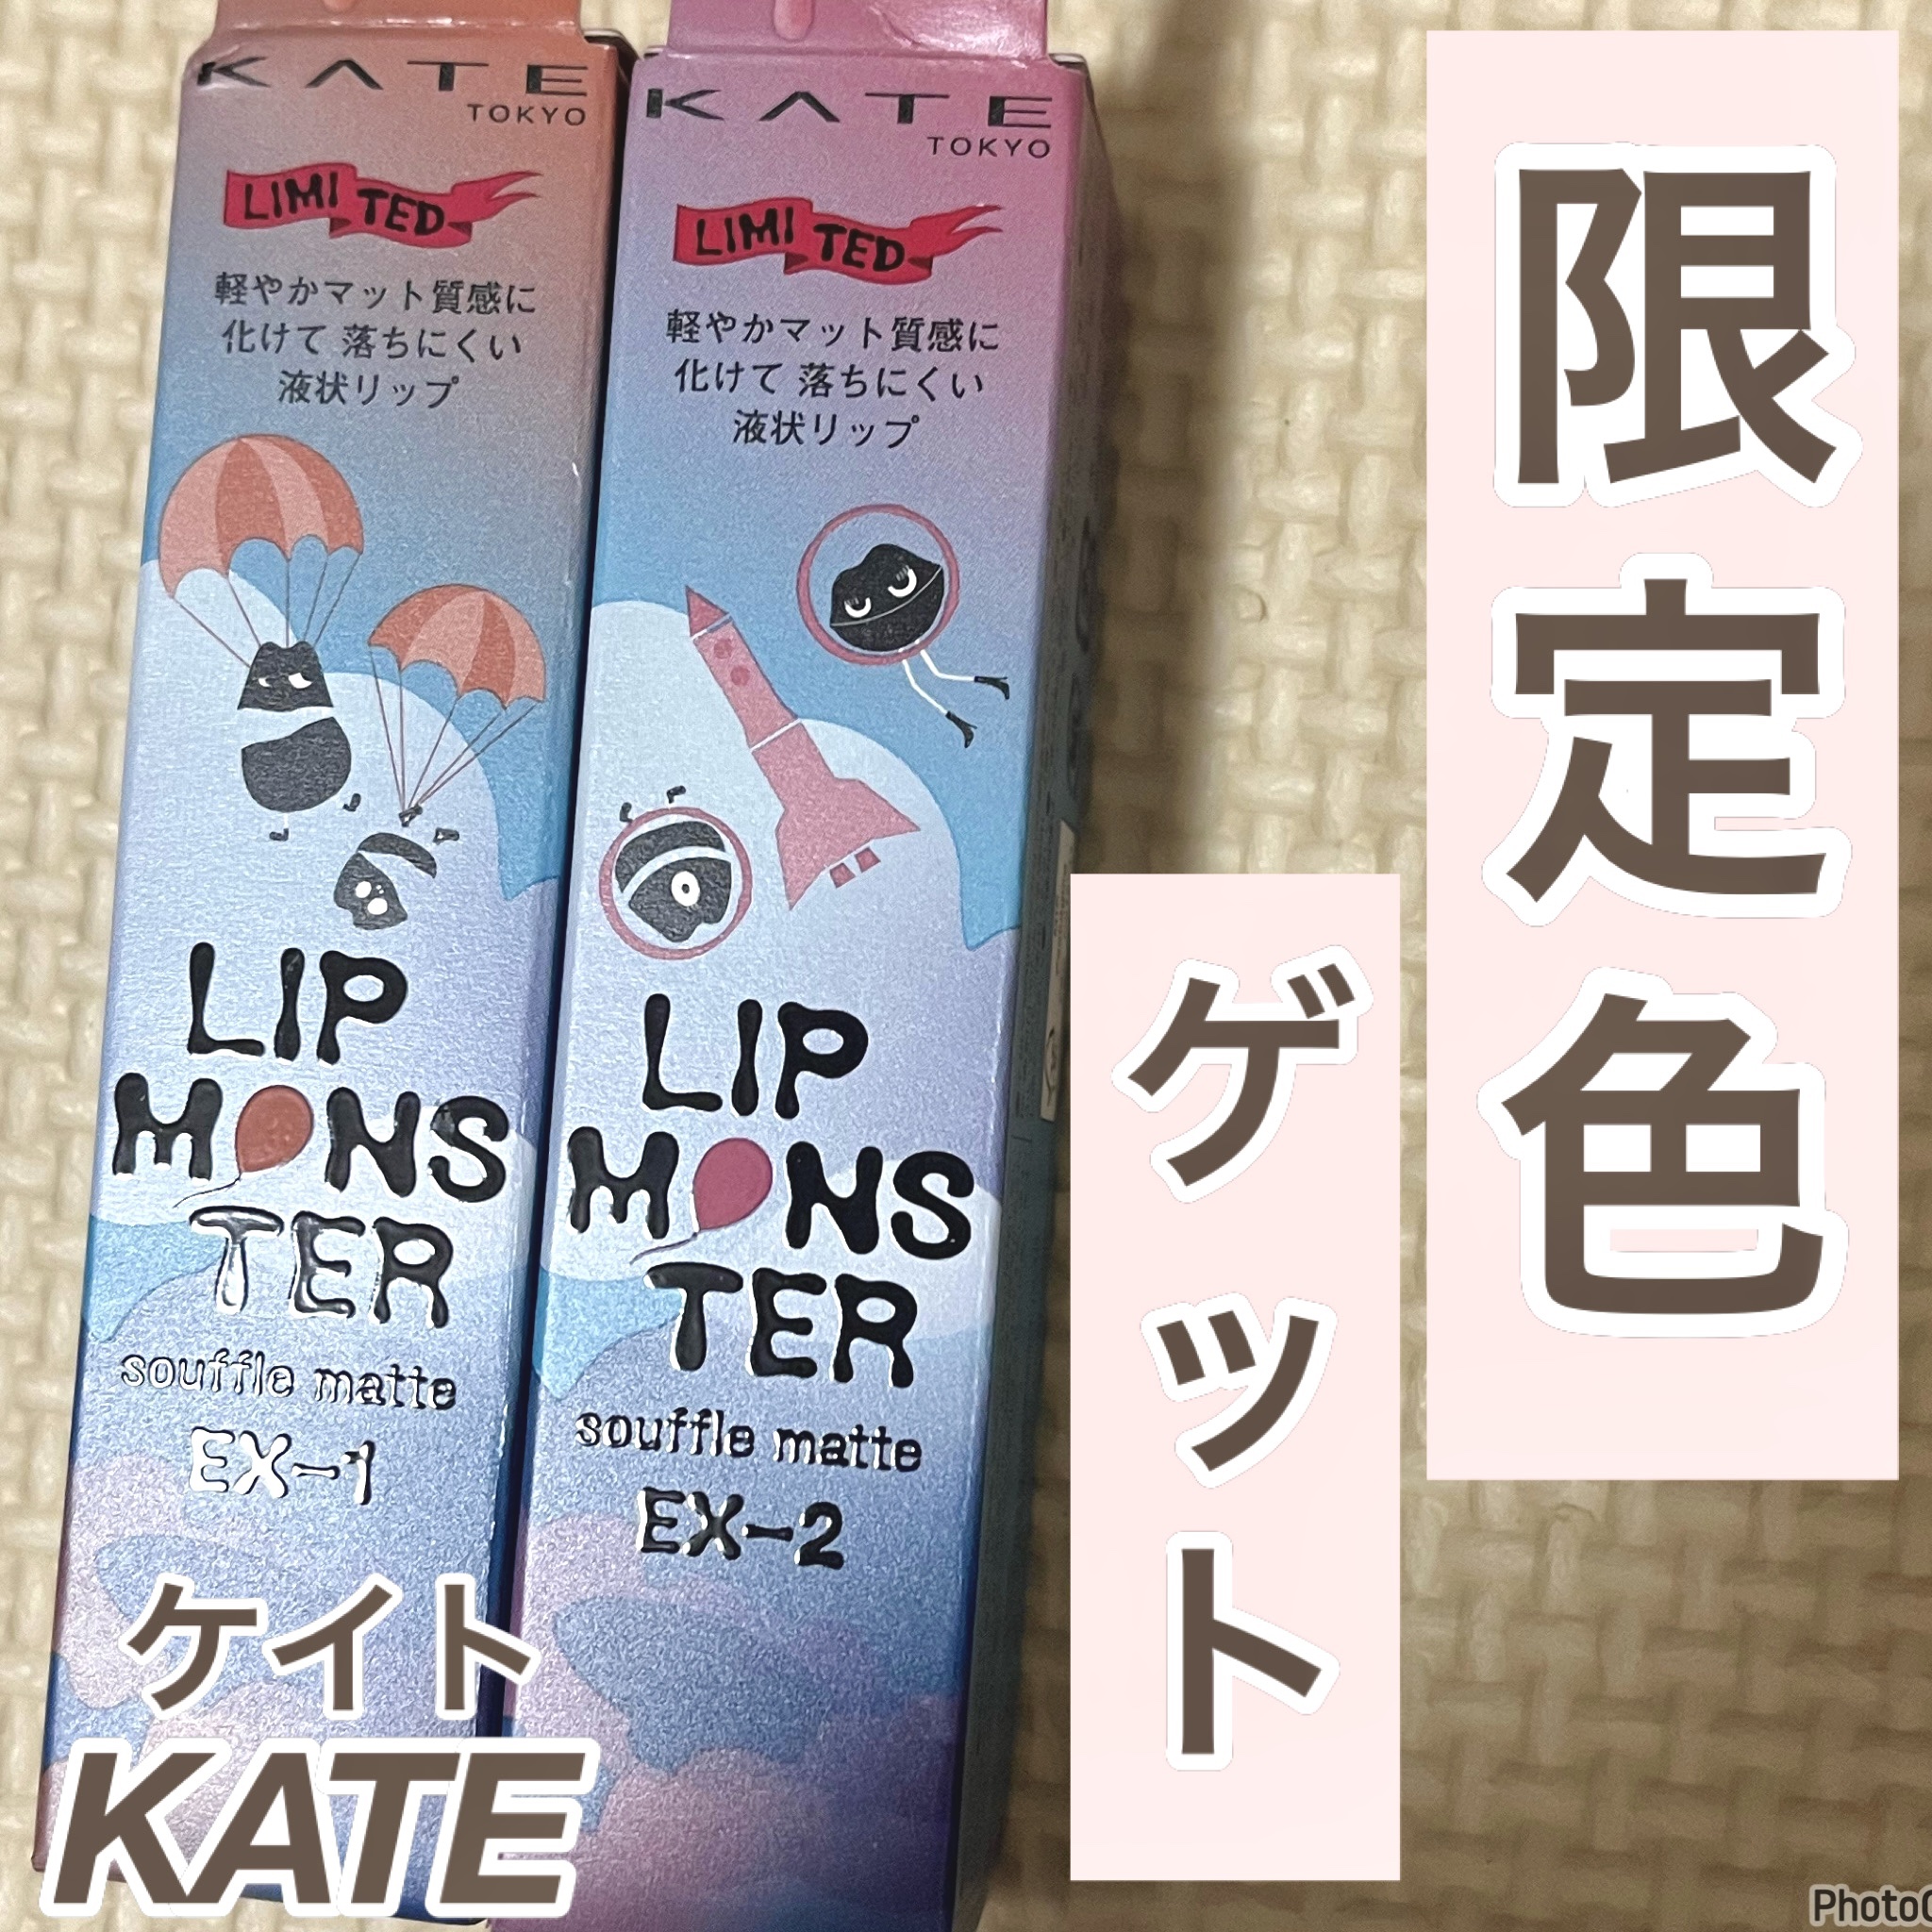 KATE
TOKYO
LIMITED
軽やかマット質感に
化けて 落ちにくい
液状リップ
LIP
MONS
TER
souffle matte
EX-1
KATE
TOKYO
LIMITED
軽やかマット質感に
化けて 落ちにくい
液状リップ
LIP
MONS
TER
souffle matte
EX-2
限定色
ゲット
ケイト
KATE